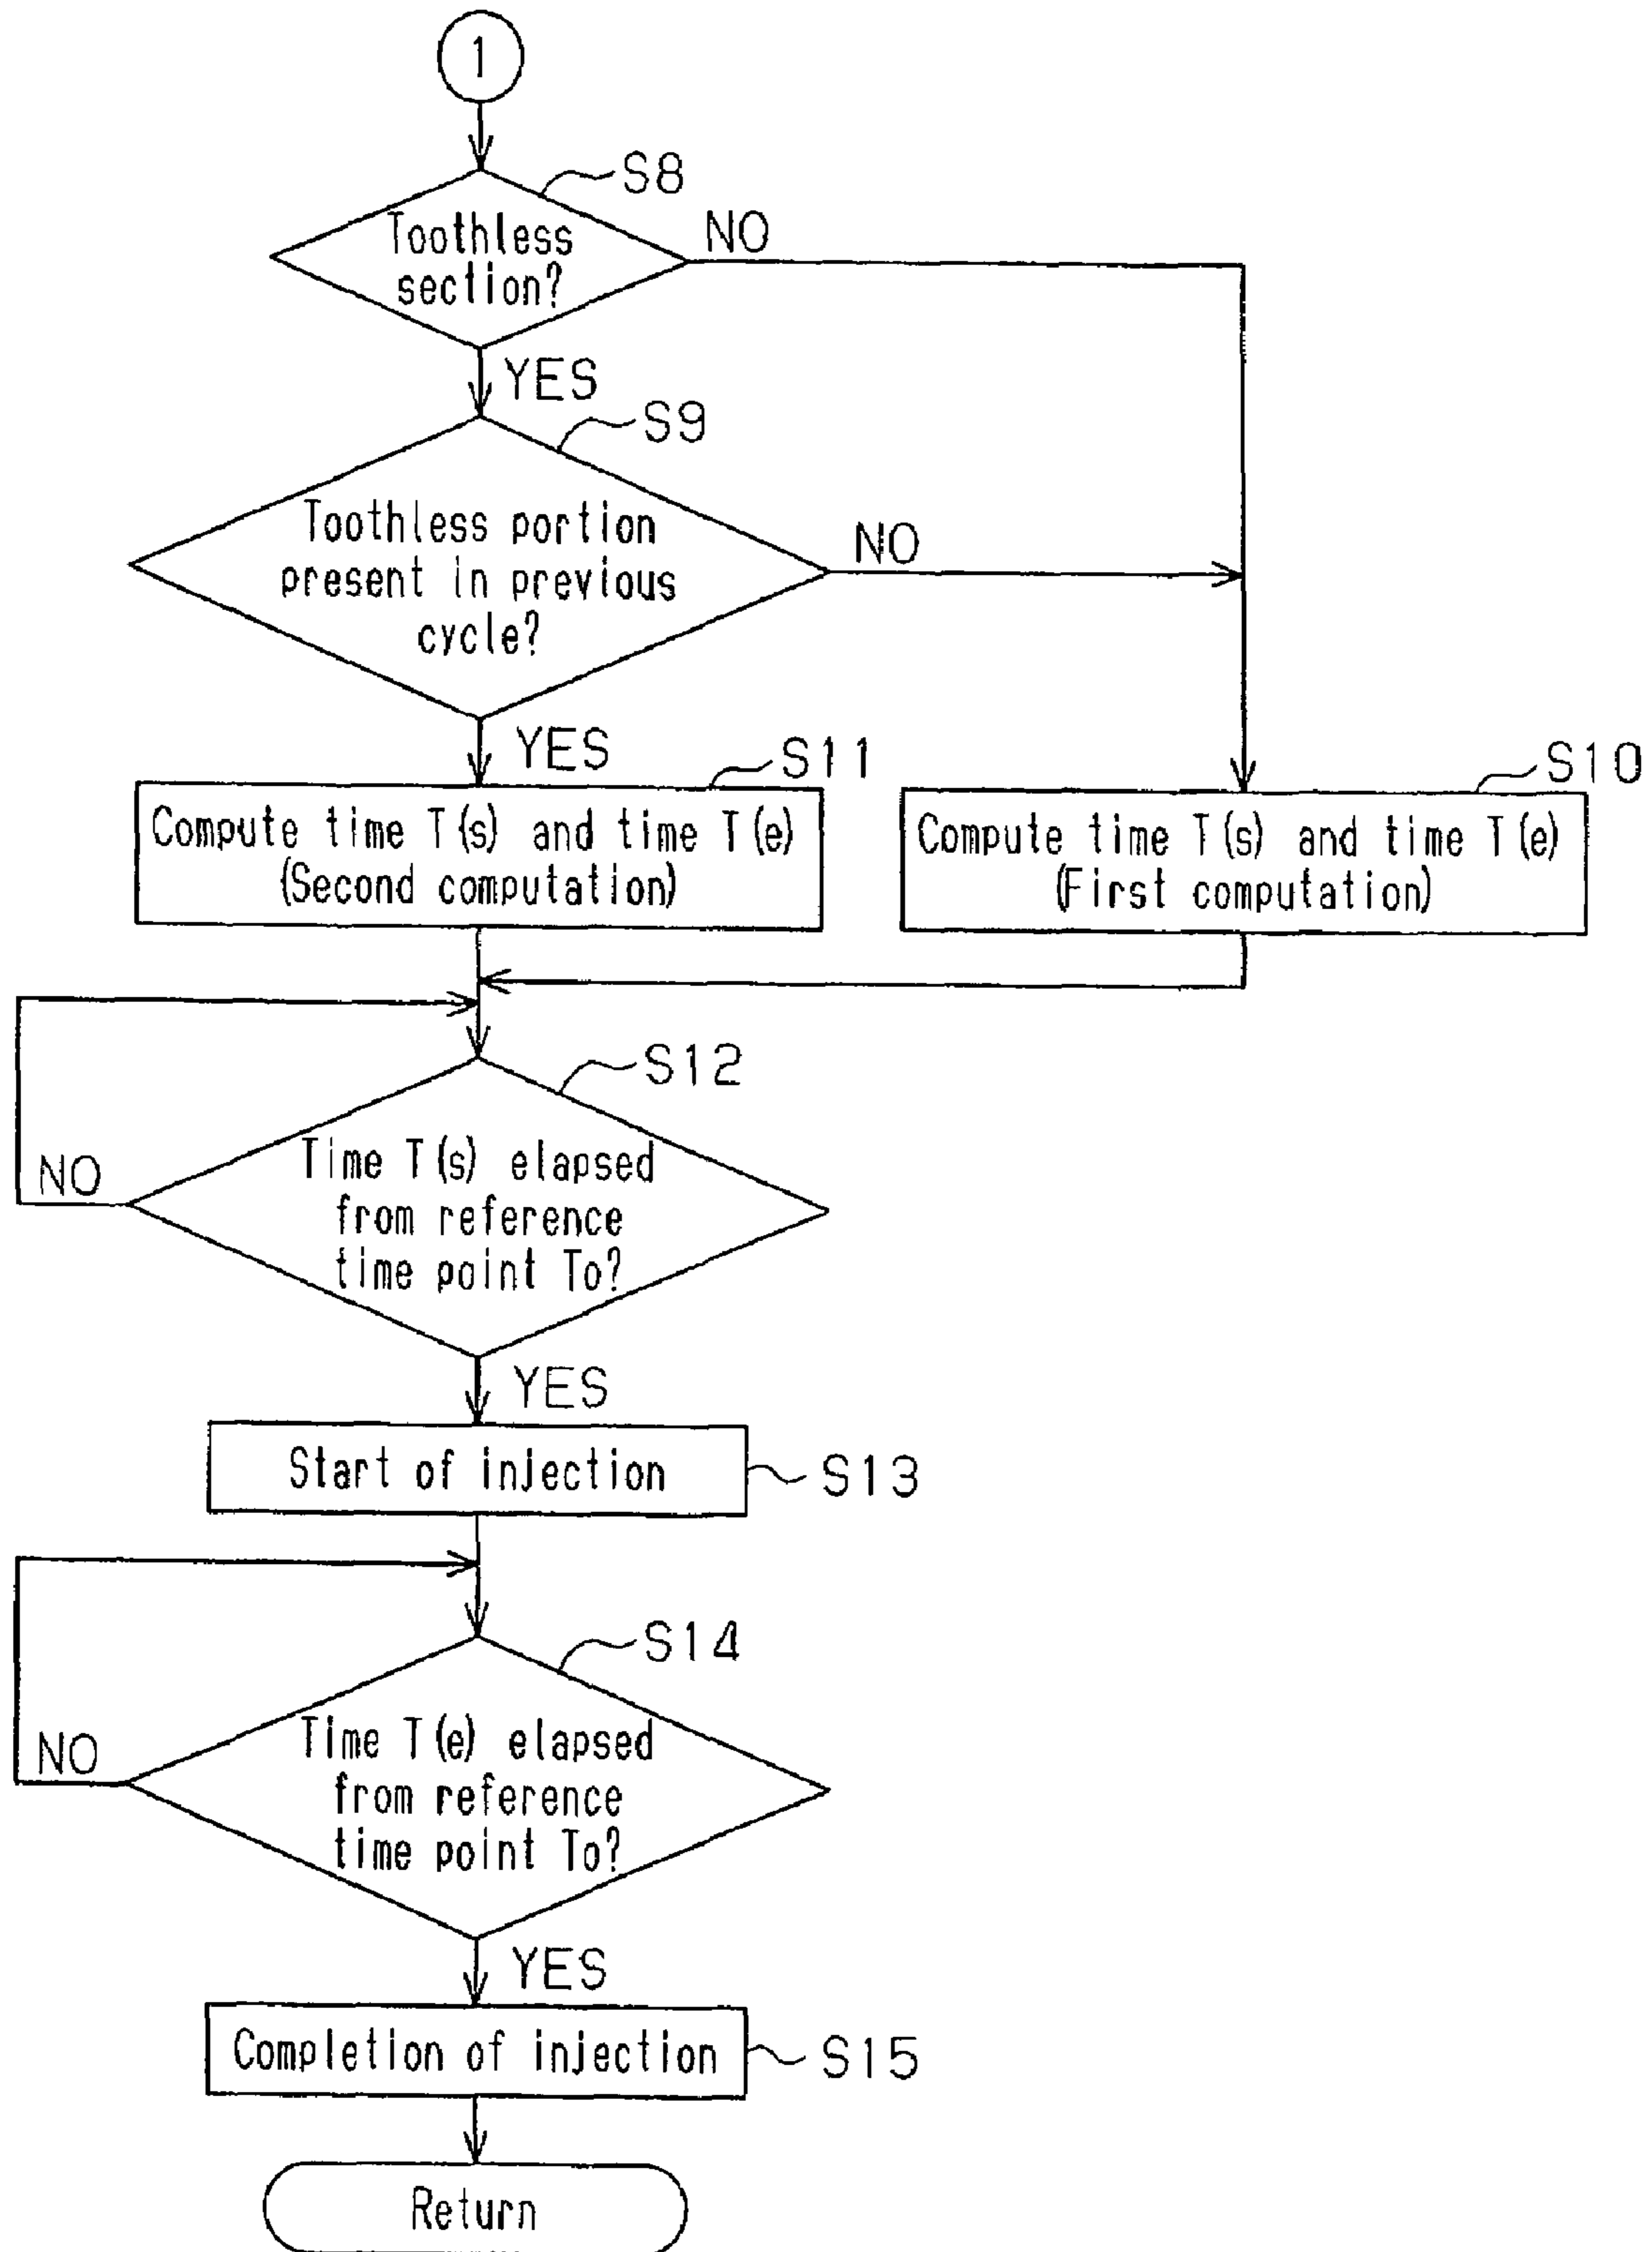 1
S8
Toothless
section?
NO
YES
S9
Toothless portion
present in previous
cycle?
NO
YES
S11
Compute time T(s) and time T(e)
(Second computation)
S10
Compute time T(s) and time T(e)
(First computation)
S12
Time T(s) elapsed
from reference
time point To?
NO
YES
Start of injection
S13
S14
Time T(e) elapsed
from reference
time point To?
NO
YES
Completion of injection
S15
Return